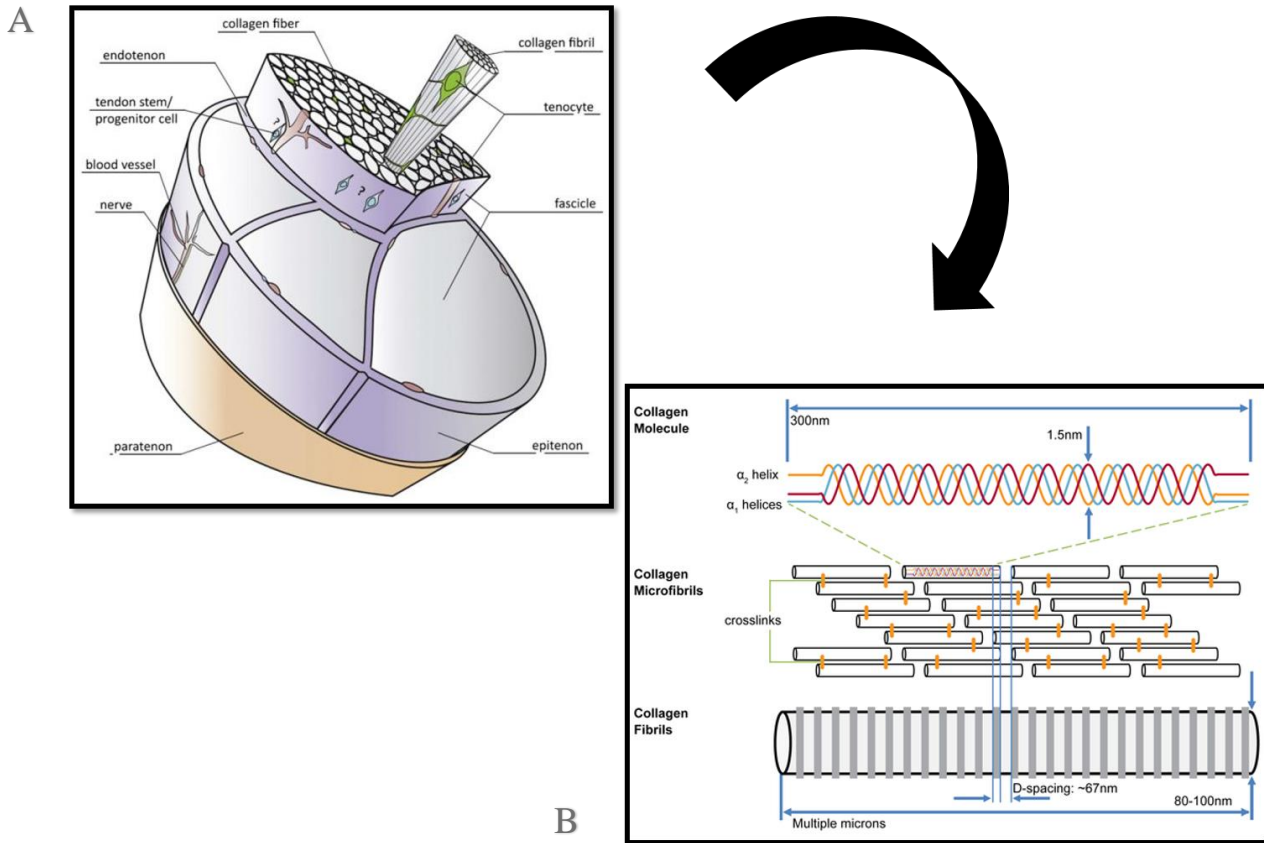 A
collagen fiber
collagen fibril
endotenon
tendon stem/
progenitor cell
tenocyte
?
?
blood vessel
nerve
fascicle
paratenon
epitenon
Collagen
Molecule
300nm
1.5nm
α₂ helix
α₁ helices
Collagen
Microfibrils
crosslinks
Collagen
Fibrils
D-spacing: ~67nm
80-100nm
Multiple microns
B